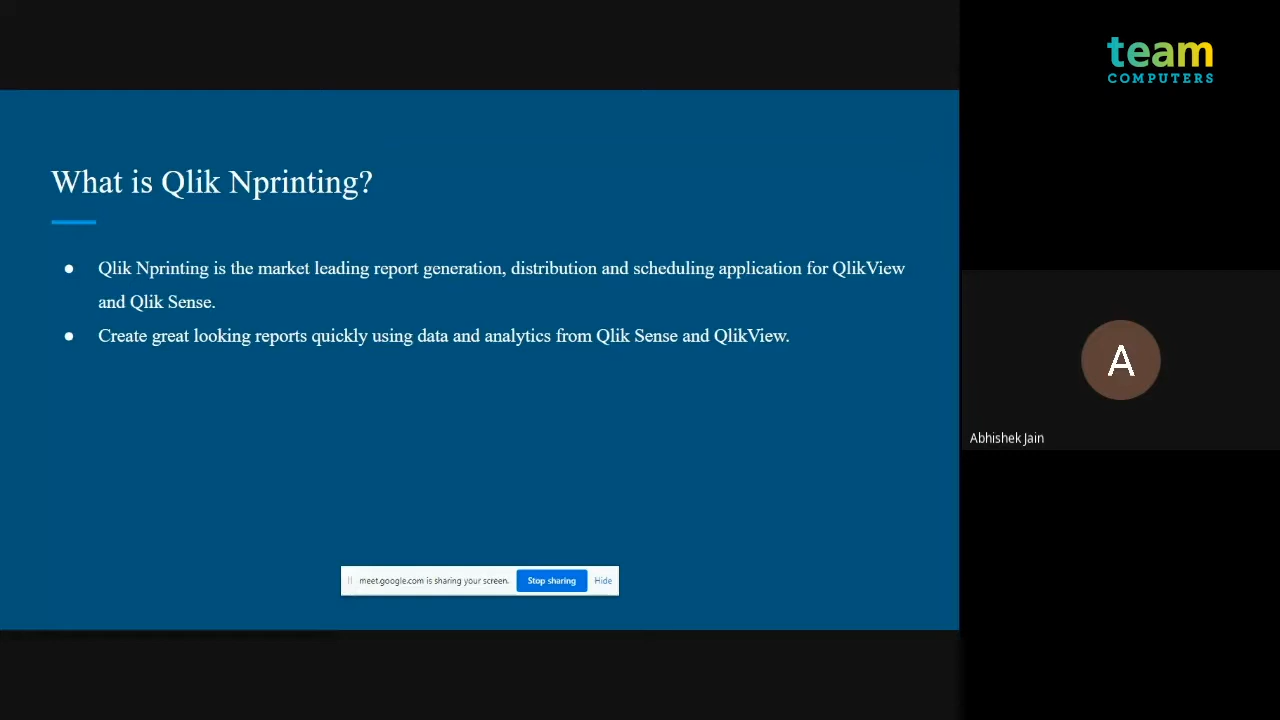 team
COMPUTERS
What is Qlik Nprinting?
● Qlik Nprinting is the market leading report generation, distribution and scheduling application for QlikView
and Qlik Sense.
● Create great looking reports quickly using data and analytics from Qlik Sense and QlikView.
A
Abhishek Jain
meet.google.com is sharing your screen. Stop sharing Hide